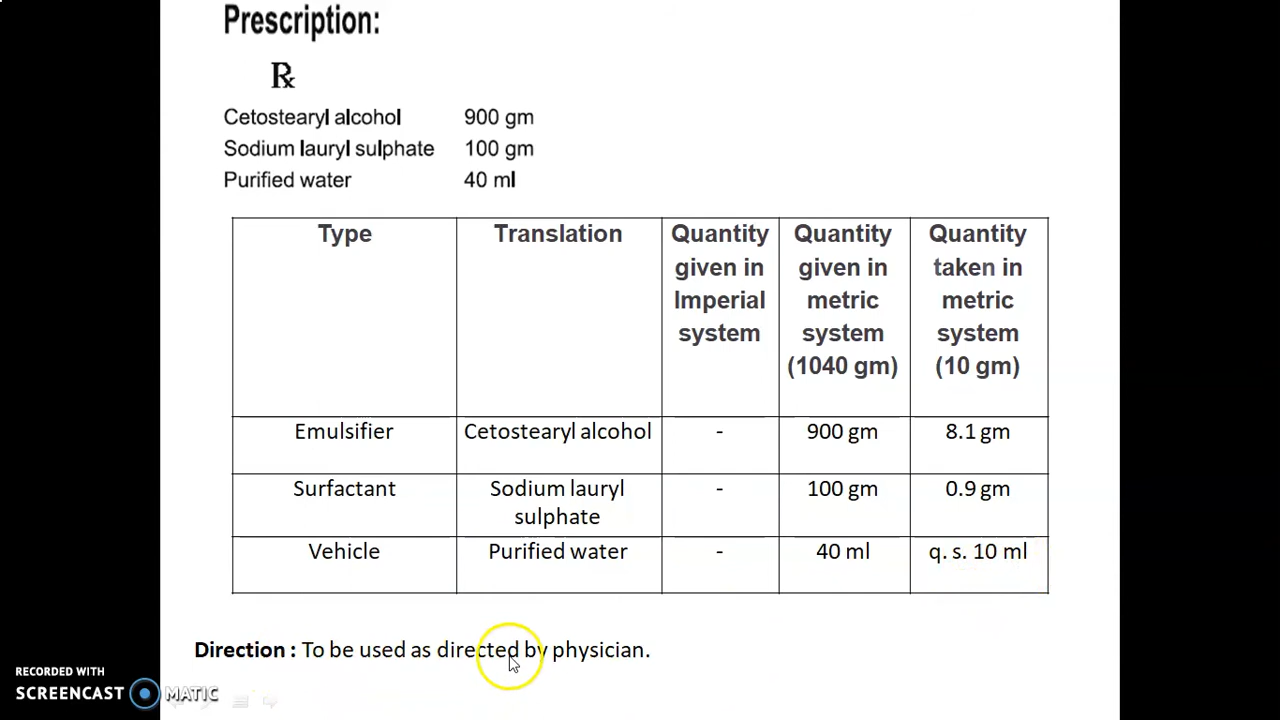 Prescription:
℞
Cetostearyl alcohol 900 gm
Sodium lauryl sulphate 100 gm
Purified water 40 ml
Type Translation Quantity given in Imperial system Quantity given in metric system (1040 gm) Quantity taken in metric system (10 gm)
Emulsifier Cetostearyl alcohol - 900 gm 8.1 gm
Surfactant Sodium lauryl sulphate - 100 gm 0.9 gm
Vehicle Purified water - 40 ml q. s. 10 ml
Direction : To be used as directed by physician.
RECORDED WITH
SCREENCAST MATIC